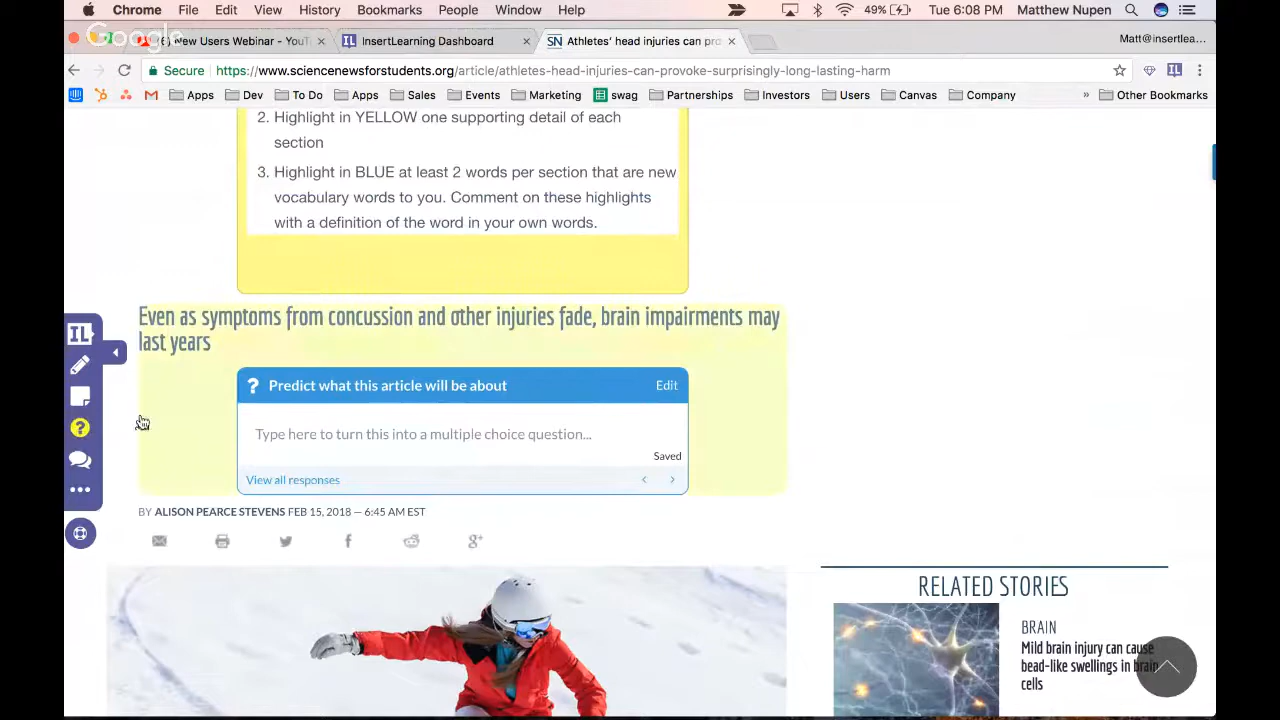 Chrome File Edit View History Bookmarks People Window Help 49% Tue 6:08 PM Matthew Nupen
Google
New Users Webinar - YouT × InsertLearning Dashboard × SN Athletes' head injuries can pro × Matt@insertlea...
Secure https://www.sciencenewsforstudents.org/article/athletes-head-injuries-can-provoke-surprisingly-long-lasting-harm
Apps Dev To Do Apps Sales Events Marketing swag Partnerships Investors Users Canvas Company » Other Bookmarks
2. Highlight in YELLOW one supporting detail of each
section
3. Highlight in BLUE at least 2 words per section that are new
vocabulary words to you. Comment on these highlights
with a definition of the word in your own words.
Even as symptoms from concussion and other injuries fade, brain impairments may
last years
IL
? Predict what this article will be about Edit
Type here to turn this into a multiple choice question...
Saved
View all responses < >
BY ALISON PEARCE STEVENS FEB 15, 2018 — 6:45 AM EST
RELATED STORIES
BRAIN
Mild brain injury can cause
bead-like swellings in brain
cells